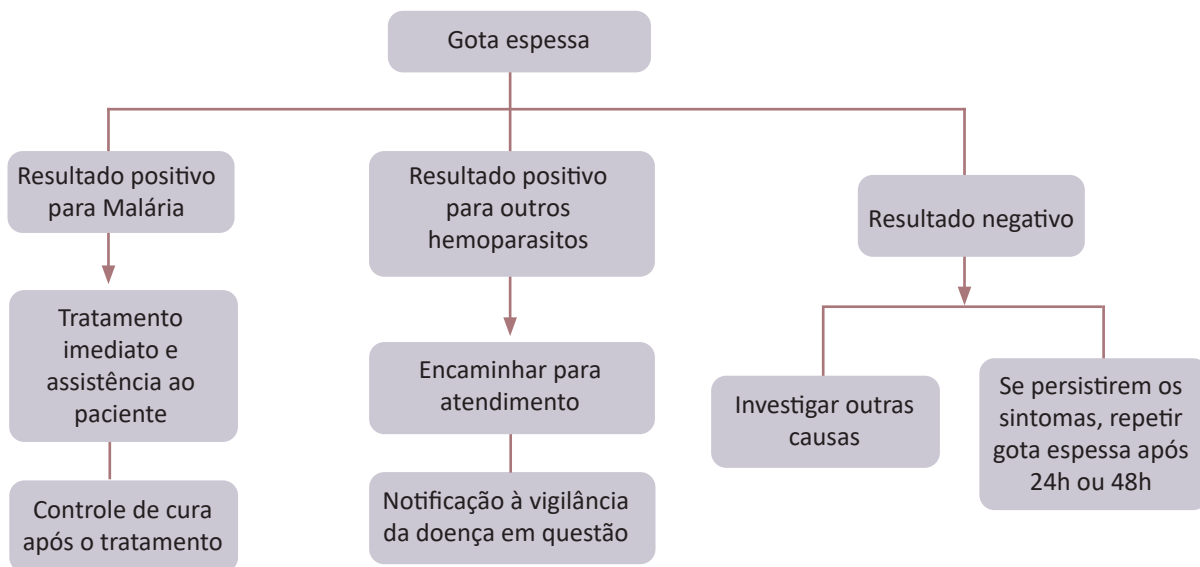 Gota espessa
Resultado positivo
para Malária
Resultado positivo
para outros
hemoparasitos
Resultado negativo
Tratamento
imediato e
assistência ao
paciente
Encaminhar para
atendimento
Investigar outras
causas
Se persistirem os
sintomas, repetir
gota espessa após
24h ou 48h
Controle de cura
após o tratamento
Notificação à vigilância
da doença em questão